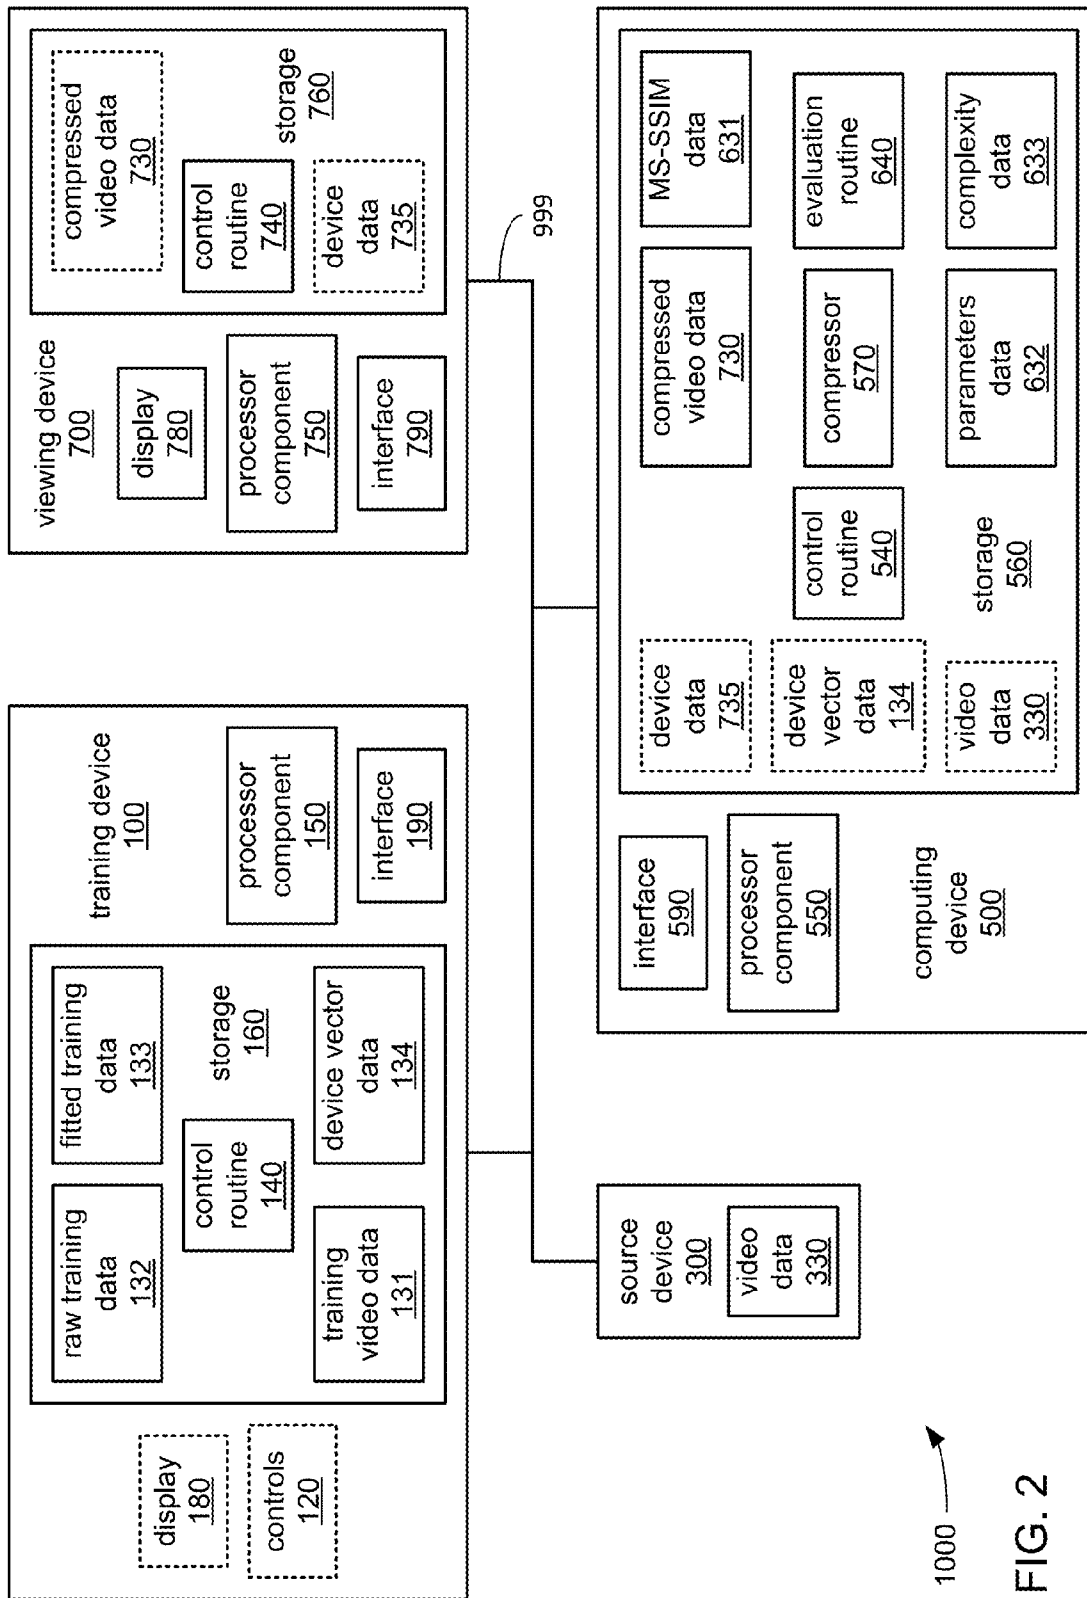 display
180
controls
120
raw training
data
132
fitted training
data
133
control
routine
140
storage
160
training
video data
131
device vector
data
134
training device
100
processor
component
150
interface
190
viewing device
700
display
780
processor
component
750
interface
790
compressed
video data
730
control
routine
740
storage
760
device
data
735
999
source
device
300
video
data
330
interface
590
processor
component
550
computing
device
500
device
data
735
device
vector data
134
video
data
330
control
routine
540
storage
560
compressed
video data
730
MS-SSIM
data
631
compressor
570
evaluation
routine
640
parameters
data
632
complexity
data
633
1000
FIG. 2